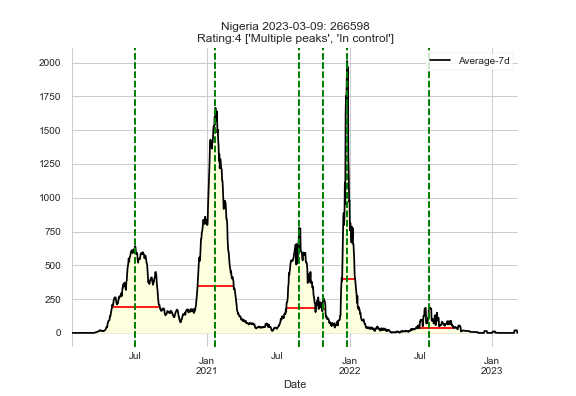 Nigeria 2023-03-09: 266598
Rating:4 ['Multiple peaks', 'In control']
Average-7d
2000
1750
1500
1250
1000
750
500
250
0
Jul
Jan
2021
Jul
Jan
2022
Jul
Jan
2023
Date